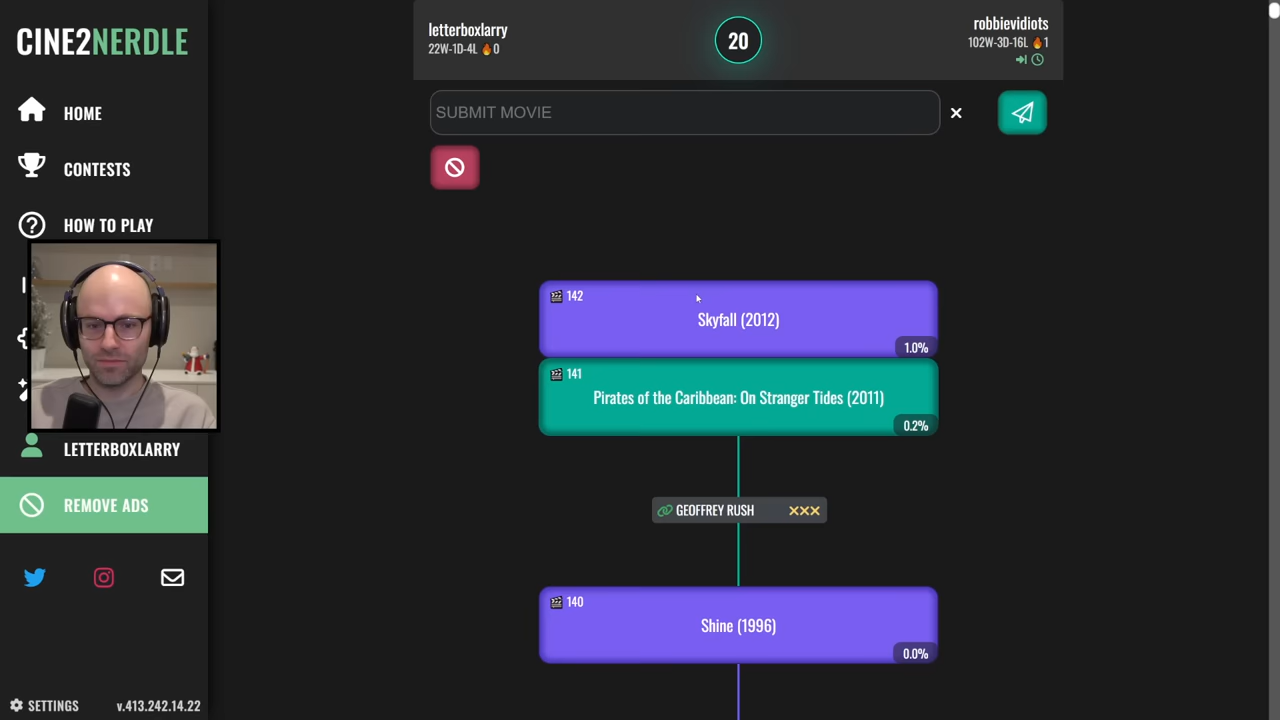 CINE2NERDLE
HOME
CONTESTS
HOW TO PLAY
LETTERBOXLARRY
REMOVE ADS
SETTINGS
v.413.242.14.22
letterboxlarry
22W-1D-4L 🔥0
20
robbievidiots
102W-3D-16L 🔥1
SUBMIT MOVIE
142
Skyfall (2012)
1.0%
141
Pirates of the Caribbean: On Stranger Tides (2011)
0.2%
GEOFFREY RUSH
140
Shine (1996)
0.0%